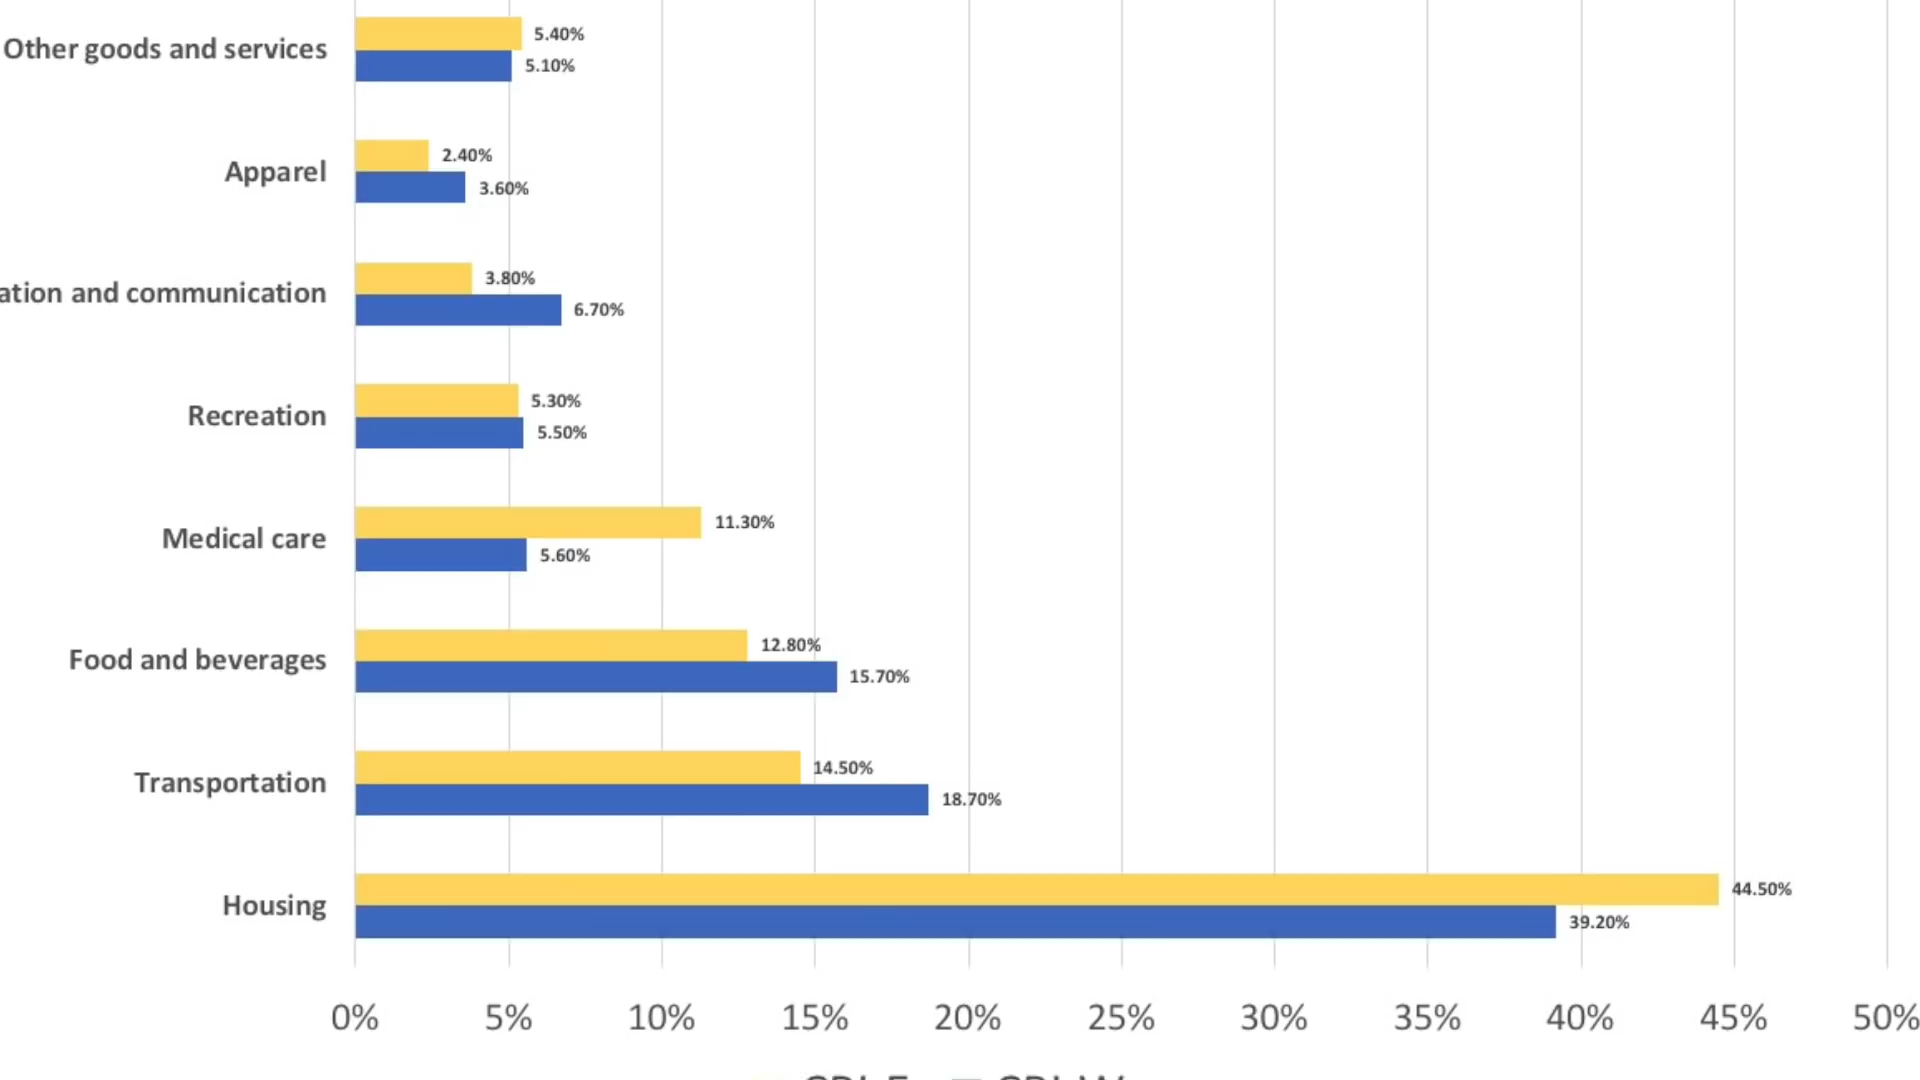 Other goods and services
5.40%
5.10%
Apparel
2.40%
3.60%
and communication
3.80%
6.70%
Recreation
5.30%
5.50%
Medical care
11.30%
5.60%
Food and beverages
12.80%
15.70%
Transportation
14.50%
18.70%
Housing
44.50%
39.20%
0% 5% 10% 15% 20% 25% 30% 35% 40% 45% 50%